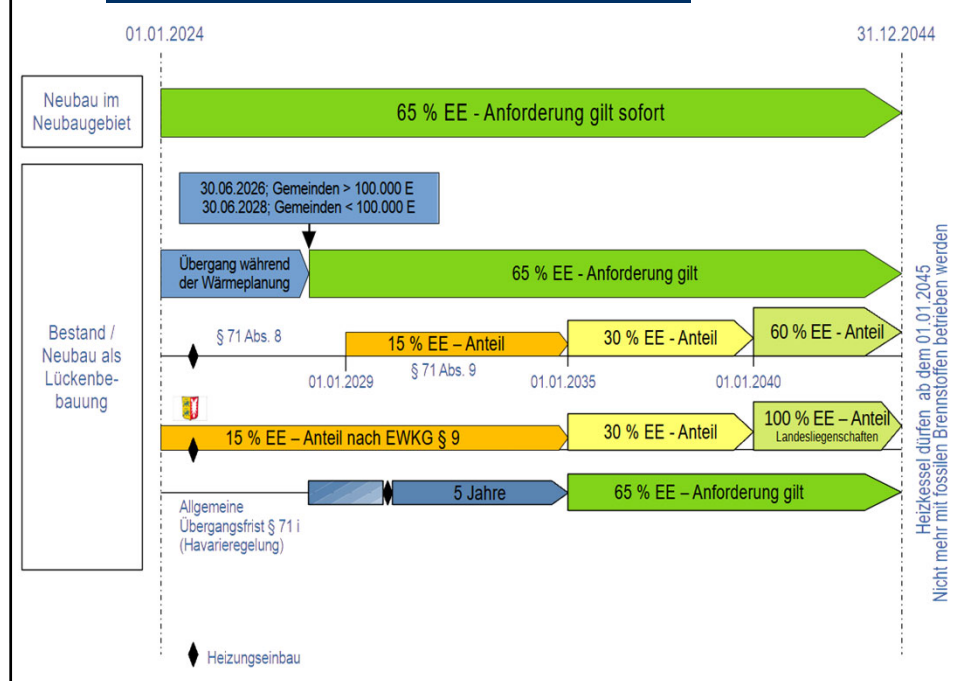 01.01.2024
31.12.2044
Neubau im
Neubaugebiet
65 % EE - Anforderung gilt sofort
30.06.2026; Gemeinden > 100.000 E
30.06.2028; Gemeinden < 100.000 E
Übergang während
der Wärmeplanung
65 % EE - Anforderung gilt
Bestand /
Neubau als
Lückenbe-
bauung
§ 71 Abs. 8
15 % EE – Anteil
30 % EE - Anteil
60 % EE - Anteil
01.01.2029
§ 71 Abs. 9
01.01.2035
01.01.2040
15 % EE – Anteil nach EWKG § 9
30 % EE - Anteil
100 % EE – Anteil
Landesliegenschaften
5 Jahre
65 % EE – Anforderung gilt
Allgemeine
Übergangsfrist § 71 i
(Havarieregelung)
Heizungseinbau
Heizkessel dürfen ab dem 01.01.2045
Nicht mehr mit fossilen Brennstoffen betrieben werden